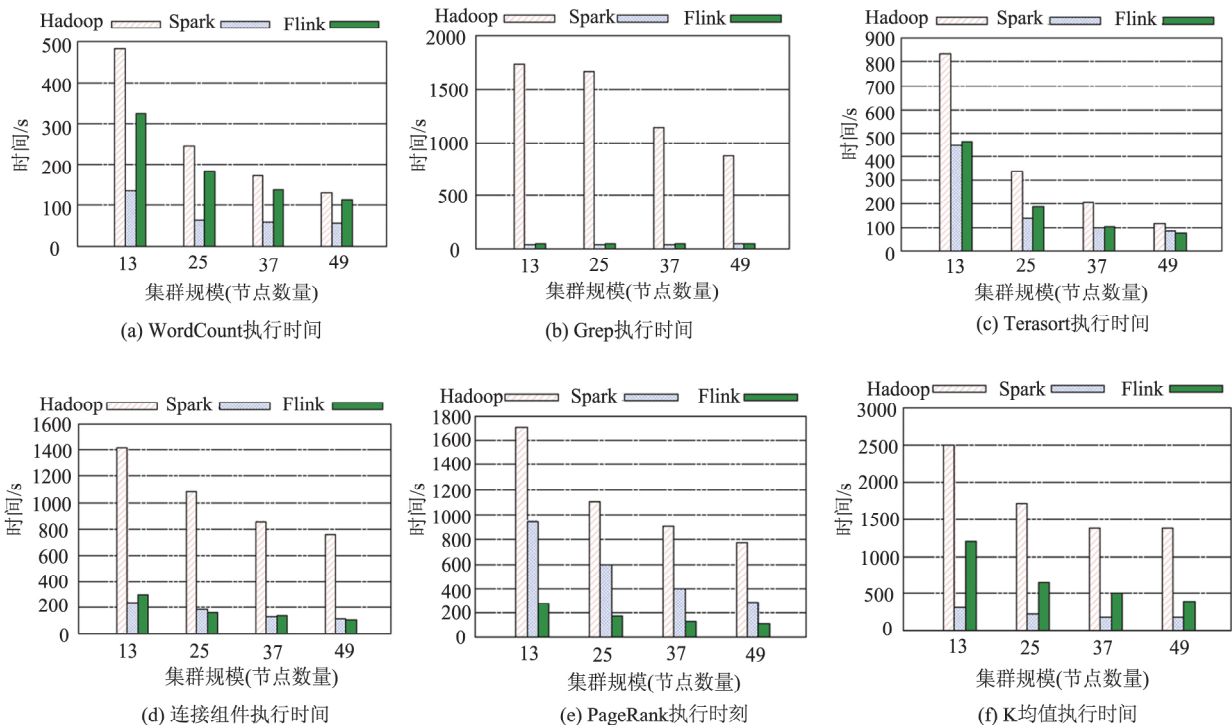 Hadoop Spark Flink
500
400
300
200
100
0
时间/s
13 25 37 49
集群规模(节点数量)
(a) WordCount执行时间
Hadoop Spark Flink
2000
1500
1000
500
0
时间/s
13 25 37 49
集群规模(节点数量)
(b) Grep执行时间
Hadoop Spark Flink
900
800
700
600
500
400
300
200
100
0
时间/s
13 25 37 49
集群规模(节点数量)
(c) Terasort执行时间
Hadoop Spark Flink
1600
1400
1200
1000
800
600
400
200
0
时间/s
13 25 37 49
集群规模(节点数量)
(d) 连接组件执行时间
Hadoop Spark Flink
1800
1600
1400
1200
1000
800
600
400
200
0
时间/s
13 25 37 49
集群规模(节点数量)
(e) PageRank执行时刻
Hadoop Spark Flink
3000
2500
2000
1500
1000
500
0
时间/s
13 25 37 49
集群规模(节点数量)
(f) K均值执行时间